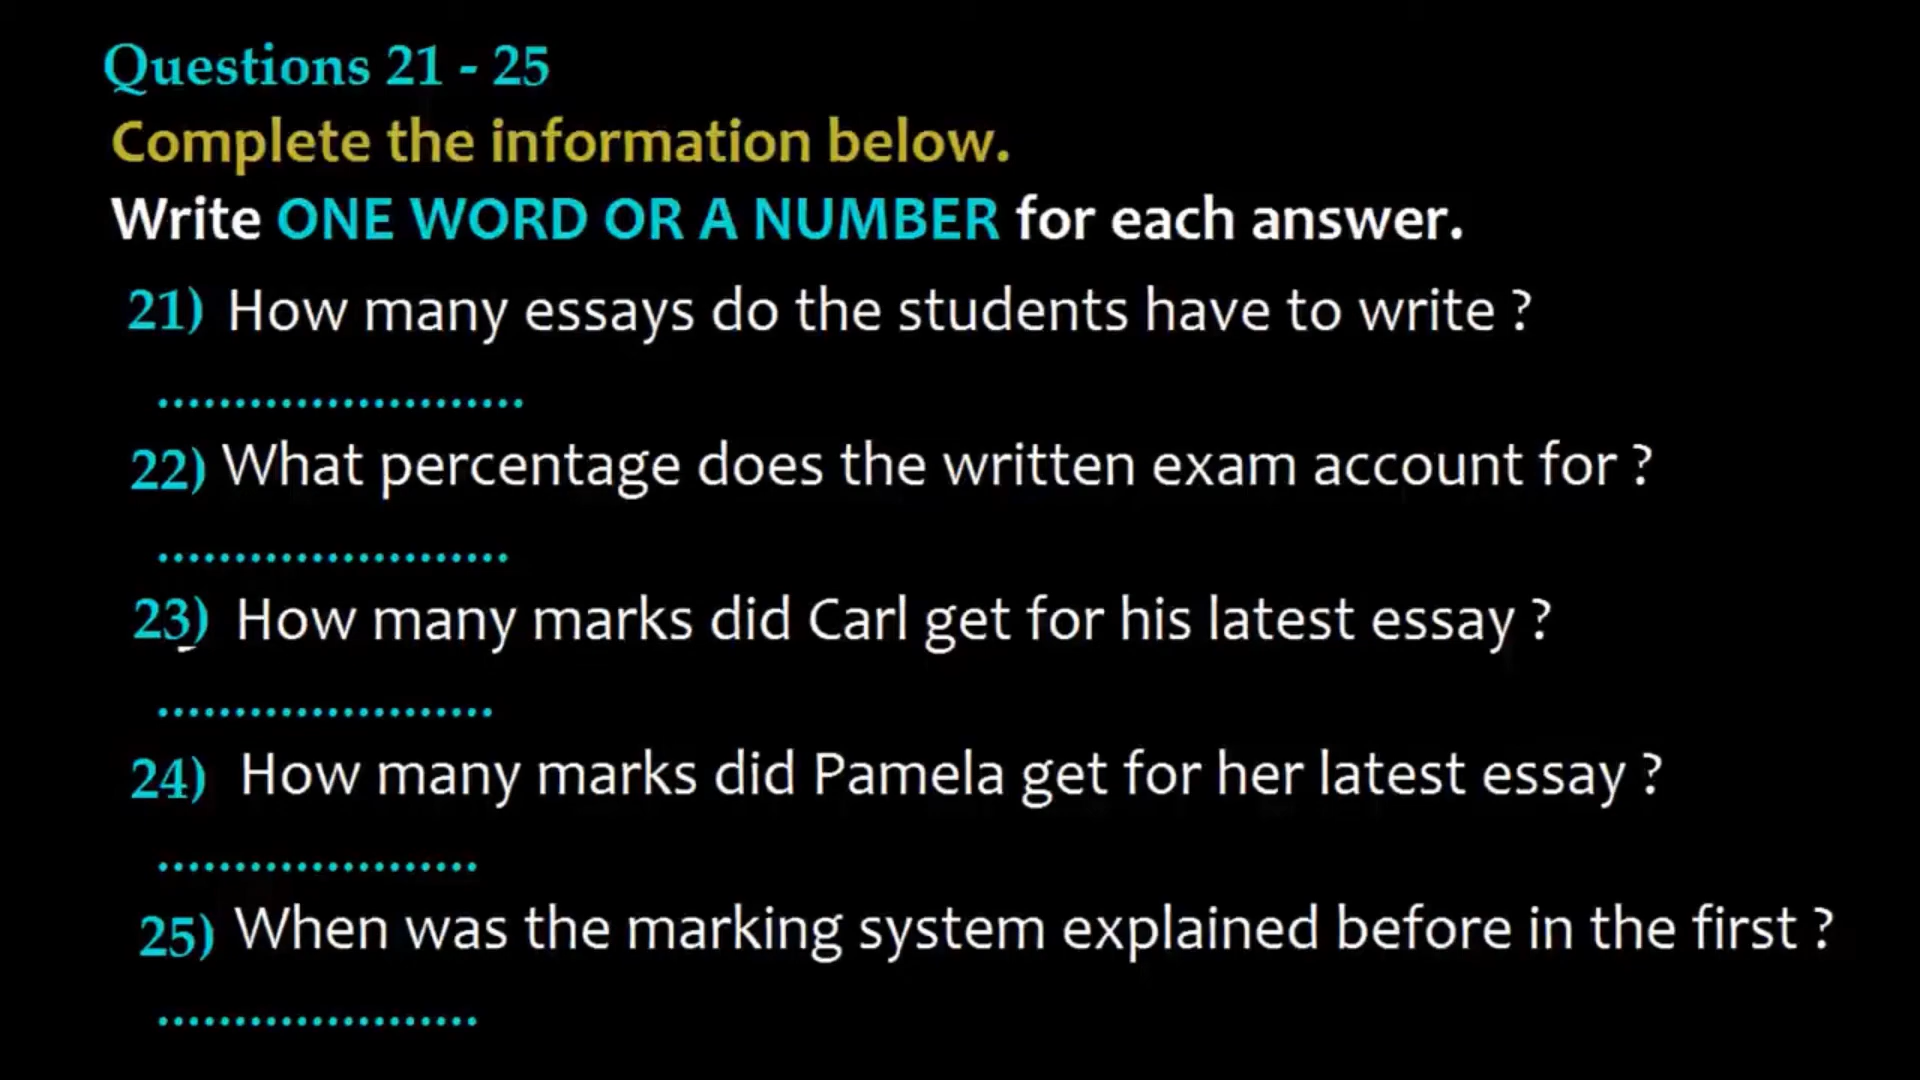 Questions 21 - 25
Complete the information below.
Write ONE WORD OR A NUMBER for each answer.
21) How many essays do the students have to write ?
........................
22) What percentage does the written exam account for ?
.......................
23) How many marks did Carl get for his latest essay ?
......................
24) How many marks did Pamela get for her latest essay ?
.....................
25) When was the marking system explained before in the first ?
.....................